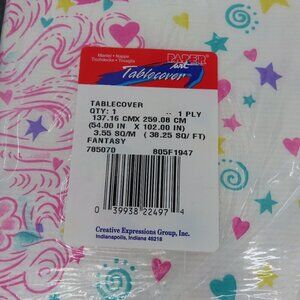 Mantel • Nappe
Tischdecke • Tovaglia
PAPER
art
Tablecover
TABLECOVER
QTY: 1 1 PLY
137.16 CMX 259.08 CM
(54.00 IN X 102.00 IN)
3.55 SQ/M ( 38.25 SQ/ FT)
FANTASY
785070 805F1947
0 39938 22497 4
Creative Expressions Group, Inc.
Indianapolis, Indiana 46218